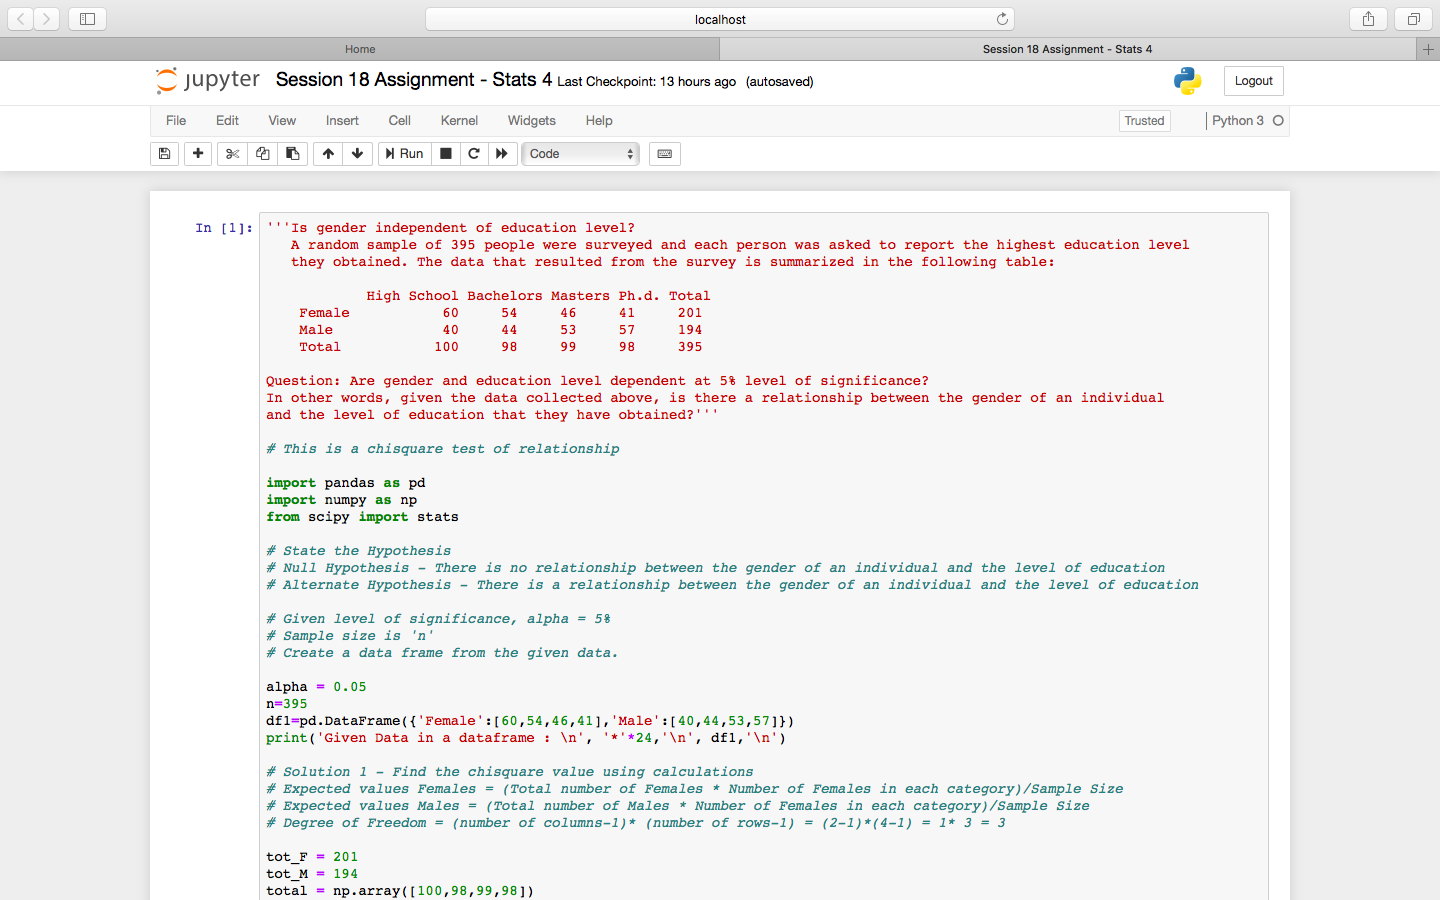 localhost
Home
Session 18 Assignment - Stats 4
jupyter Session 18 Assignment - Stats 4 Last Checkpoint: 13 hours ago (autosaved)
Logout
File Edit View Insert Cell Kernel Widgets Help
Trusted
Python 3
Run
Code
In [1]: '''Is gender independent of education level?
A random sample of 395 people were surveyed and each person was asked to report the highest education level
they obtained. The data that resulted from the survey is summarized in the following table:
High School Bachelors Masters Ph.d. Total
Female 60 54 46 41 201
Male 40 44 53 57 194
Total 100 98 99 98 395
Question: Are gender and education level dependent at 5% level of significance?
In other words, given the data collected above, is there a relationship between the gender of an individual
and the level of education that they have obtained?'''
# This is a chisquare test of relationship
import pandas as pd
import numpy as np
from scipy import stats
# State the Hypothesis
# Null Hypothesis - There is no relationship between the gender of an individual and the level of education
# Alternate Hypothesis - There is a relationship between the gender of an individual and the level of education
# Given level of significance, alpha = 5%
# Sample size is 'n'
# Create a data frame from the given data.
alpha = 0.05
n=395
df1=pd.DataFrame({'Female':[60,54,46,41],'Male':[40,44,53,57]})
print('Given Data in a dataframe : \n', '*'*24,'\n', df1,'\n')
# Solution 1 - Find the chisquare value using calculations
# Expected values Females = (Total number of Females * Number of Females in each category)/Sample Size
# Expected values Males = (Total number of Males * Number of Females in each category)/Sample Size
# Degree of Freedom = (number of columns-1)* (number of rows-1) = (2-1)*(4-1) = 1* 3 = 3
tot_F = 201
tot_M = 194
total = np.array([100,98,99,98])